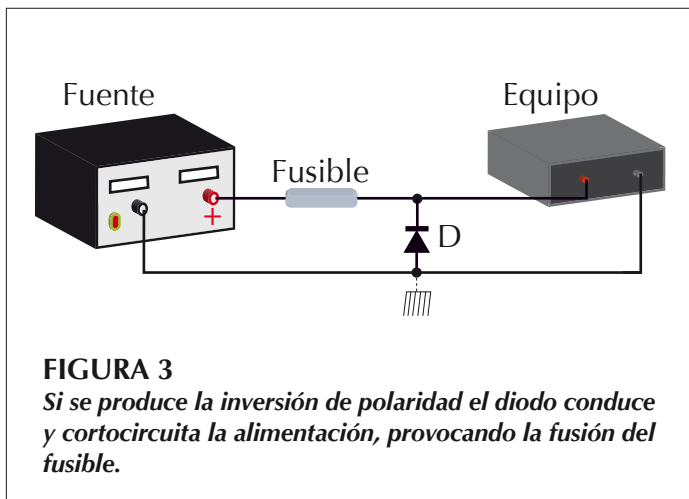 Fuente
Equipo
Fusible
+
D
FIGURA 3
Si se produce la inversión de polaridad el diodo conduce
y cortocircuita la alimentación, provocando la fusión del
fusible.